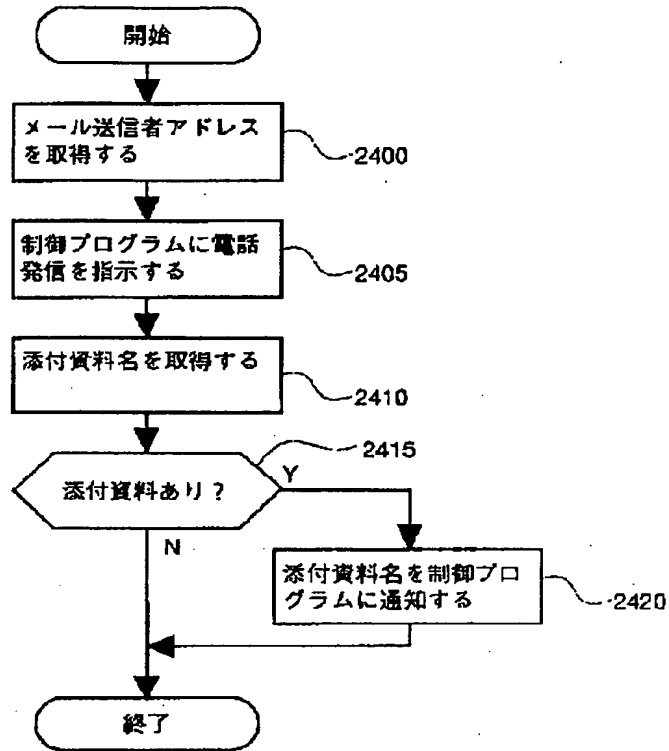 開始
メール送信者アドレス
を取得する
2400
制御プログラムに電話
発信を指示する
2405
添付資料名を取得する
2410
2415
添付資料あり？
Y
N
添付資料名を制御プロ
グラムに通知する
2420
終了